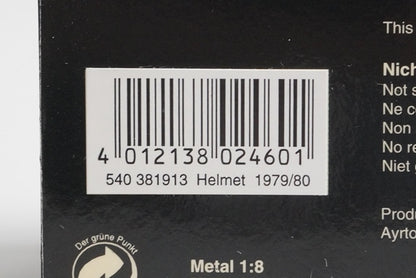 This
Nich
Not s
Ne c
Non
No re
Niet
4 012138 024601
540 381913 Helmet 1979/80
Der grüne Punkt
Produ
Ayrto
Metal 1:8